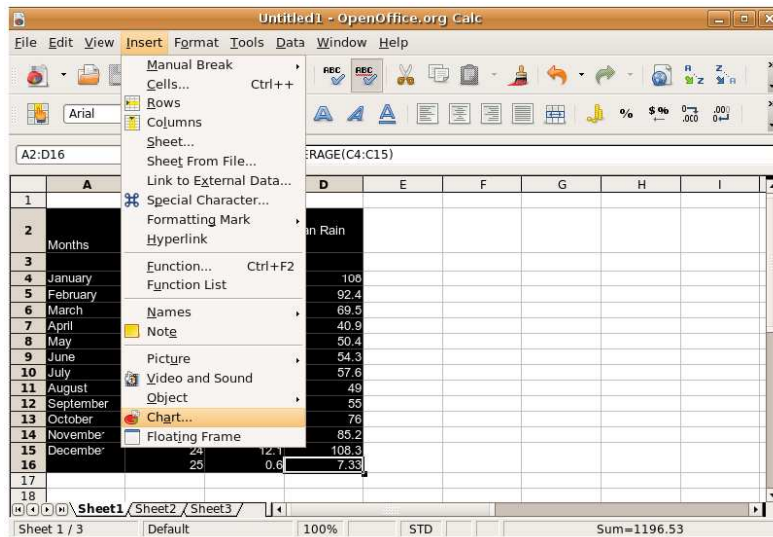 Untitled1 - OpenOffice.org Calc
File Edit View Insert Format Tools Data Window Help
Arial
A2:D16
ERAGE(C4:C15)
Manual Break
Cells... Ctrl++
Rows
Columns
Sheet...
Sheet From File...
Link to External Data...
Special Character...
Formatting Mark
Hyperlink
Function... Ctrl+F2
Function List
Names
Note
Picture
Video and Sound
Object
Chart...
Floating Frame
A D E F G H I
1
2 Months an Rain
3
4 January 108
5 February 92.4
6 March 69.5
7 April 40.9
8 May 50.4
9 June 54.3
10 July 57.6
11 August 49
12 September 55
13 October 76
14 November 85.2
15 December 24 12.1 108.3
16 25 0.6 7.33
17
18
Sheet1 Sheet2 Sheet3
Sheet 1 / 3 Default 100% STD Sum=1196.53